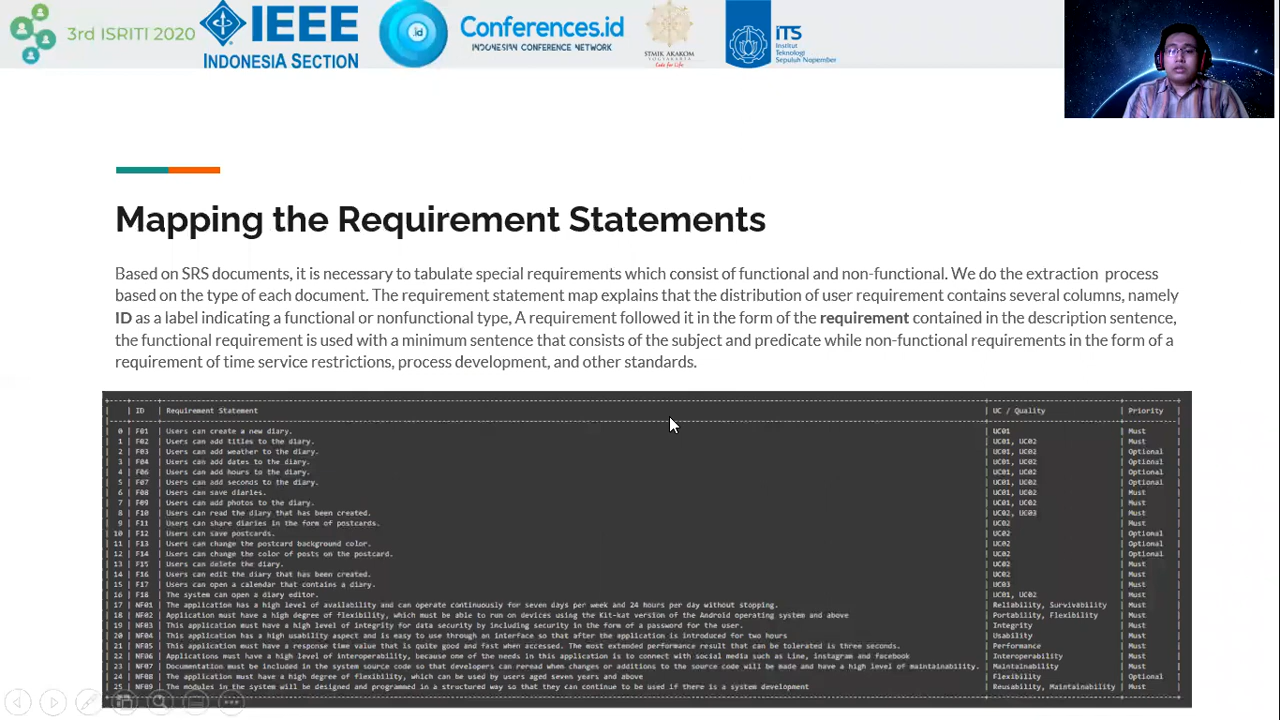 3rd ISRITI 2020
IEEE
INDONESIA SECTION
.id
Conferences.id
INDONESIAN CONFERENCE NETWORK
STMIK AKAKOM
YOGYAKARTA
Code for Life
ITS
Institut
Teknologi
Sepuluh Nopember
Mapping the Requirement Statements
Based on SRS documents, it is necessary to tabulate special requirements which consist of functional and non-functional. We do the extraction process
based on the type of each document. The requirement statement map explains that the distribution of user requirement contains several columns, namely
ID as a label indicating a functional or nonfunctional type, A requirement followed it in the form of the requirement contained in the description sentence,
the functional requirement is used with a minimum sentence that consists of the subject and predicate while non-functional requirements in the form of a
requirement of time service restrictions, process development, and other standards.
| | ID | Requirement Statement | UC / Quality | Priority |
| 0 | F01 | Users can create a new diary. | UC01 | Must |
| 1 | F02 | Users can add titles to the diary. | UC01, UC02 | Must |
| 2 | F03 | Users can add weather to the diary. | UC01, UC02 | Optional |
| 3 | F04 | Users can add dates to the diary. | UC01, UC02 | Optional |
| 4 | F06 | Users can add hours to the diary. | UC01, UC02 | Optional |
| 5 | F07 | Users can add seconds to the diary. | UC01, UC02 | Optional |
| 6 | F08 | Users can save diaries. | UC01, UC02 | Must |
| 7 | F09 | Users can add photos to the diary. | UC01, UC02 | Must |
| 8 | F10 | Users can read the diary that has been created. | UC02, UC03 | Must |
| 9 | F11 | Users can share diaries in the form of postcards. | UC02 | Must |
| 10 | F12 | Users can save postcards. | UC02 | Optional |
| 11 | F13 | Users can change the postcard background color. | UC02 | Optional |
| 12 | F14 | Users can change the color of posts on the postcard. | UC02 | Optional |
| 13 | F15 | Users can delete the diary. | UC02 | Must |
| 14 | F16 | Users can edit the diary that has been created. | UC02 | Must |
| 15 | F17 | Users can open a calendar that contains a diary. | UC03 | Must |
| 16 | F18 | The system can open a diary editor. | UC01, UC02 | Must |
| 17 | NF01 | The application has a high level of availability and can operate continuously for seven days per week and 24 hours per day without stopping. | Reliability, Survivability | Must |
| 18 | NF02 | Application must have a high degree of flexibility, which must be able to run on devices using the Kit-kat version of the Android operating system and above | Portability, Flexibility | Must |
| 19 | NF03 | This application must have a high level of integrity for data security by including security in the form of a password for the user. | Integrity | Must |
| 20 | NF04 | This application has a high usability aspect and is easy to use through an interface so that after the application is introduced for two hours | Usability | Must |
| 21 | NF05 | This application must have a response time value that is quite good and fast when accessed. The most extended performance result that can be tolerated is three seconds. | Performance | Must |
| 22 | NF06 | Applications must have a high level of interoperability, because one of the needs in this application is to connect with social media such as Line, instagram and facebook | Interoperability | Must |
| 23 | NF07 | Documentation must be included in the system source code so that developers can reread when changes or additions to the source code will be made and have a high level of maintainability. | Maintainability | Must |
| 24 | NF08 | The application must have a high degree of flexibility, which can be used by users aged seven years and above | Flexibility | Optional |
| 25 | NF09 | The modules in the system will be designed and programmed in a structured way so that they can continue to be used if there is a system development | Reusability, Maintainability | Must |